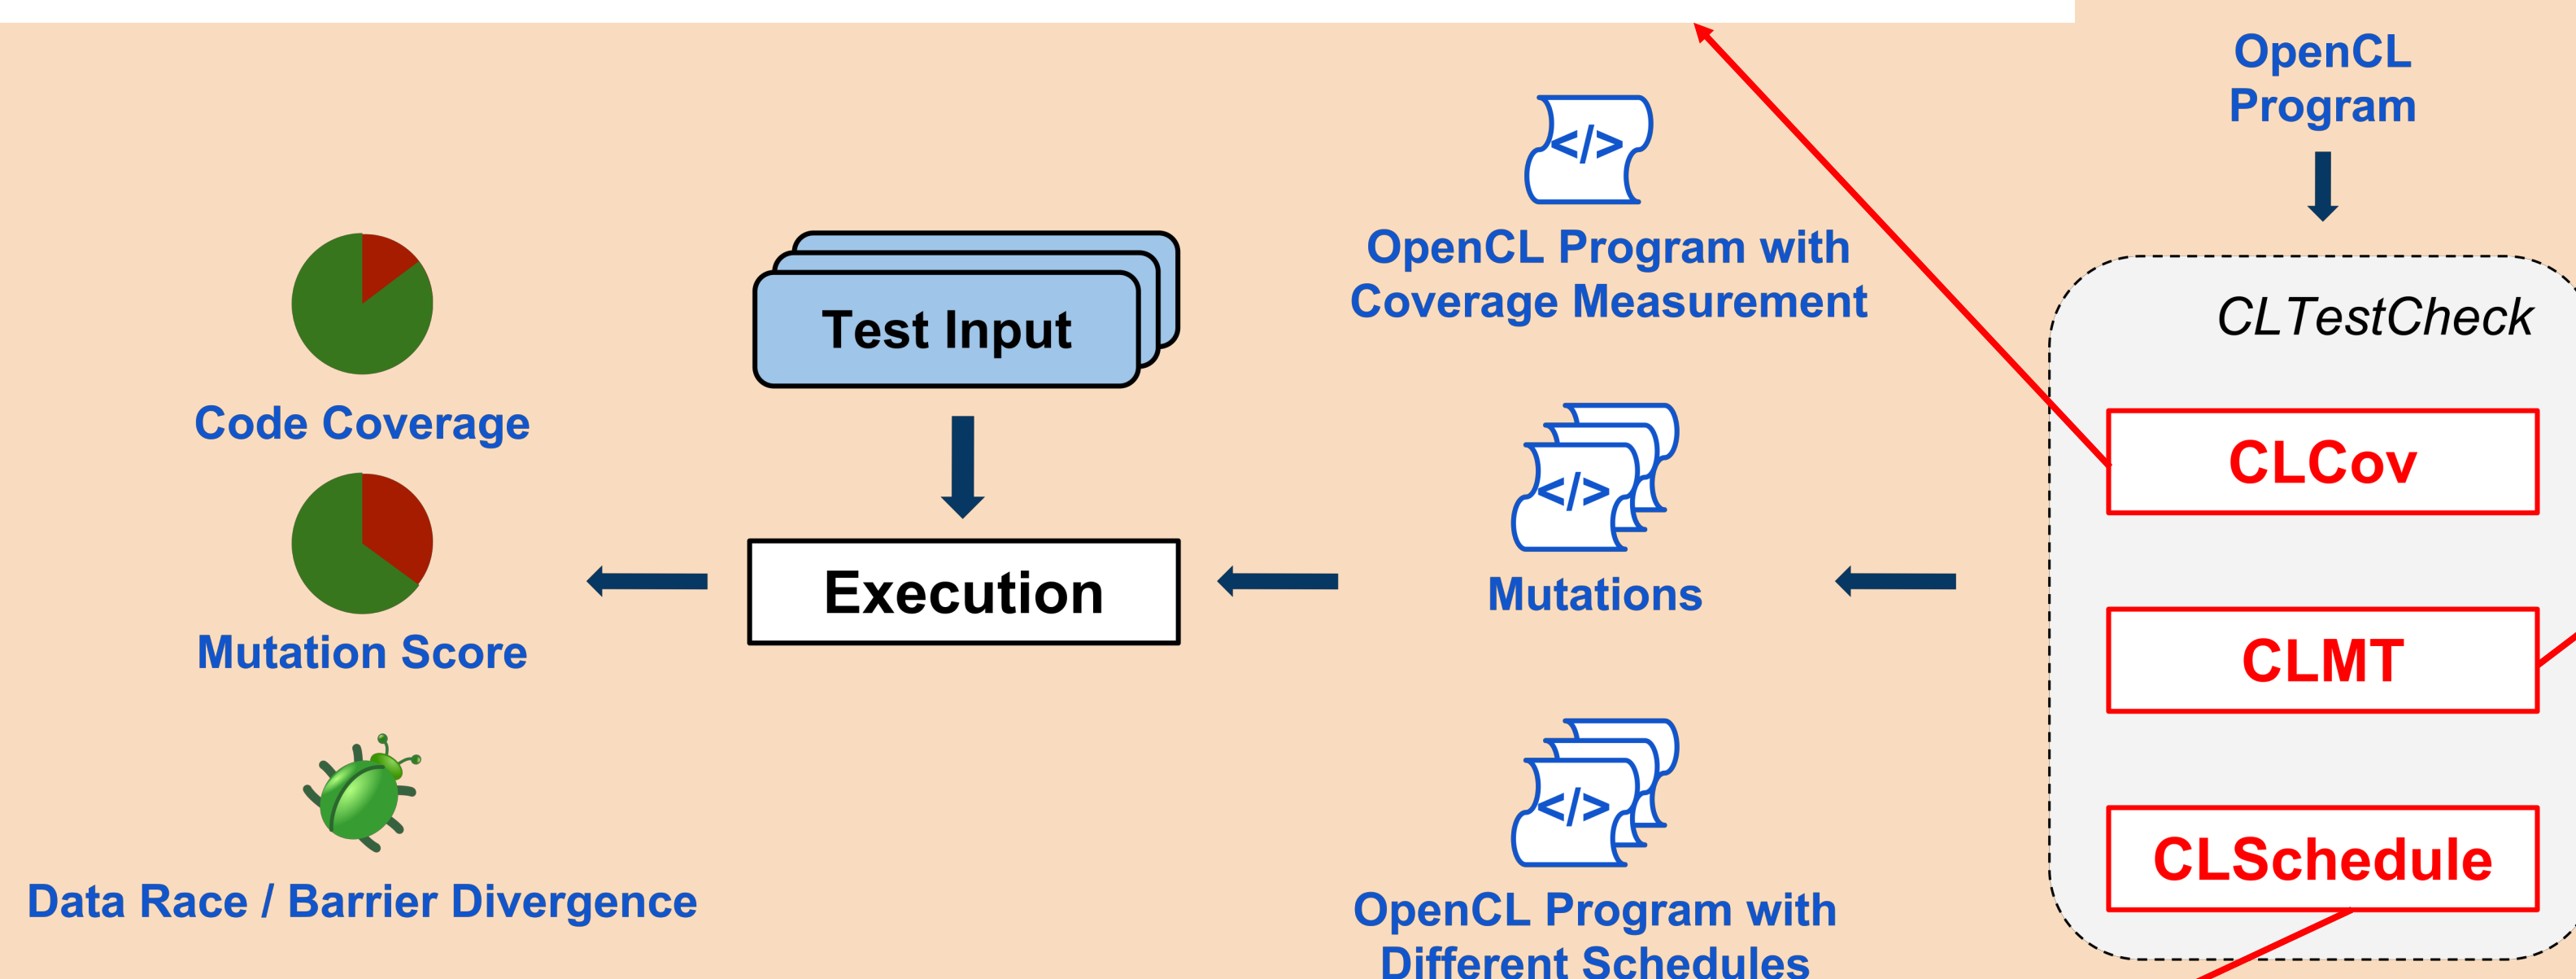 OpenCL
Program
CLTestCheck
CLCov
CLMT
CLSchedule
</>
OpenCL Program with
Coverage Measurement
</>
Mutations
</>
OpenCL Program with
Different Schedules
Test Input
Execution
Code Coverage
Mutation Score
Data Race / Barrier Divergence